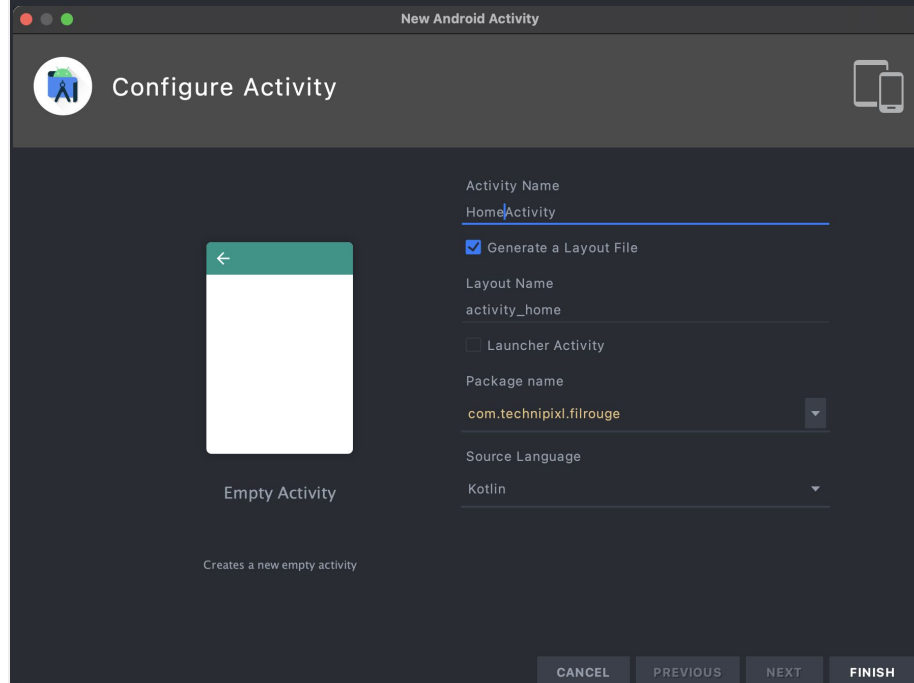 New Android Activity
Configure Activity
Activity Name
HomeActivity
Generate a Layout File
Layout Name
activity_home
Launcher Activity
Package name
com.technipixl.filrouge
Source Language
Kotlin
Empty Activity
Creates a new empty activity
CANCEL PREVIOUS NEXT FINISH